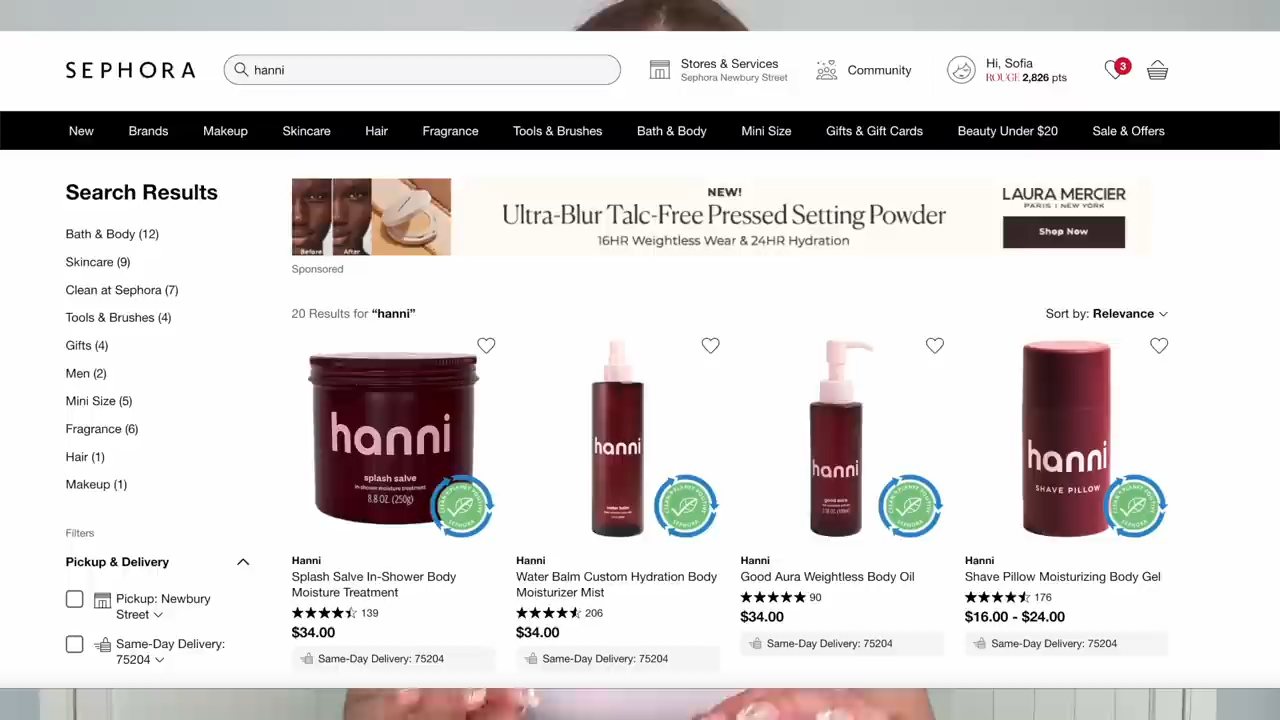 SEPHORA
hanni
Stores & Services
Sephora Newbury Street
Community
Hi, Sofia
ROUGE 2,826 pts
3
New
Brands
Makeup
Skincare
Hair
Fragrance
Tools & Brushes
Bath & Body
Mini Size
Gifts & Gift Cards
Beauty Under $20
Sale & Offers
Search Results
Bath & Body (12)
Skincare (9)
Clean at Sephora (7)
Tools & Brushes (4)
Gifts (4)
Men (2)
Mini Size (5)
Fragrance (6)
Hair (1)
Makeup (1)
Filters
Pickup & Delivery
Pickup: Newbury
Street
Same-Day Delivery:
75204
Before
After
NEW!
Ultra-Blur Talc-Free Pressed Setting Powder
16HR Weightless Wear & 24HR Hydration
LAURA MERCIER
PARIS | NEW YORK
Shop Now
Sponsored
20 Results for “hanni”
Sort by: Relevance
hanni
splash salve
in-shower moisture treatment
8.8 OZ. (250g)
Hanni
Splash Salve In-Shower Body
Moisture Treatment
139
$34.00
Same-Day Delivery: 75204
hanni
water balm
Hanni
Water Balm Custom Hydration Body
Moisturizer Mist
206
$34.00
Same-Day Delivery: 75204
hanni
good aura
Hanni
Good Aura Weightless Body Oil
90
$34.00
Same-Day Delivery: 75204
hanni
SHAVE PILLOW
Hanni
Shave Pillow Moisturizing Body Gel
176
$16.00 - $24.00
Same-Day Delivery: 75204